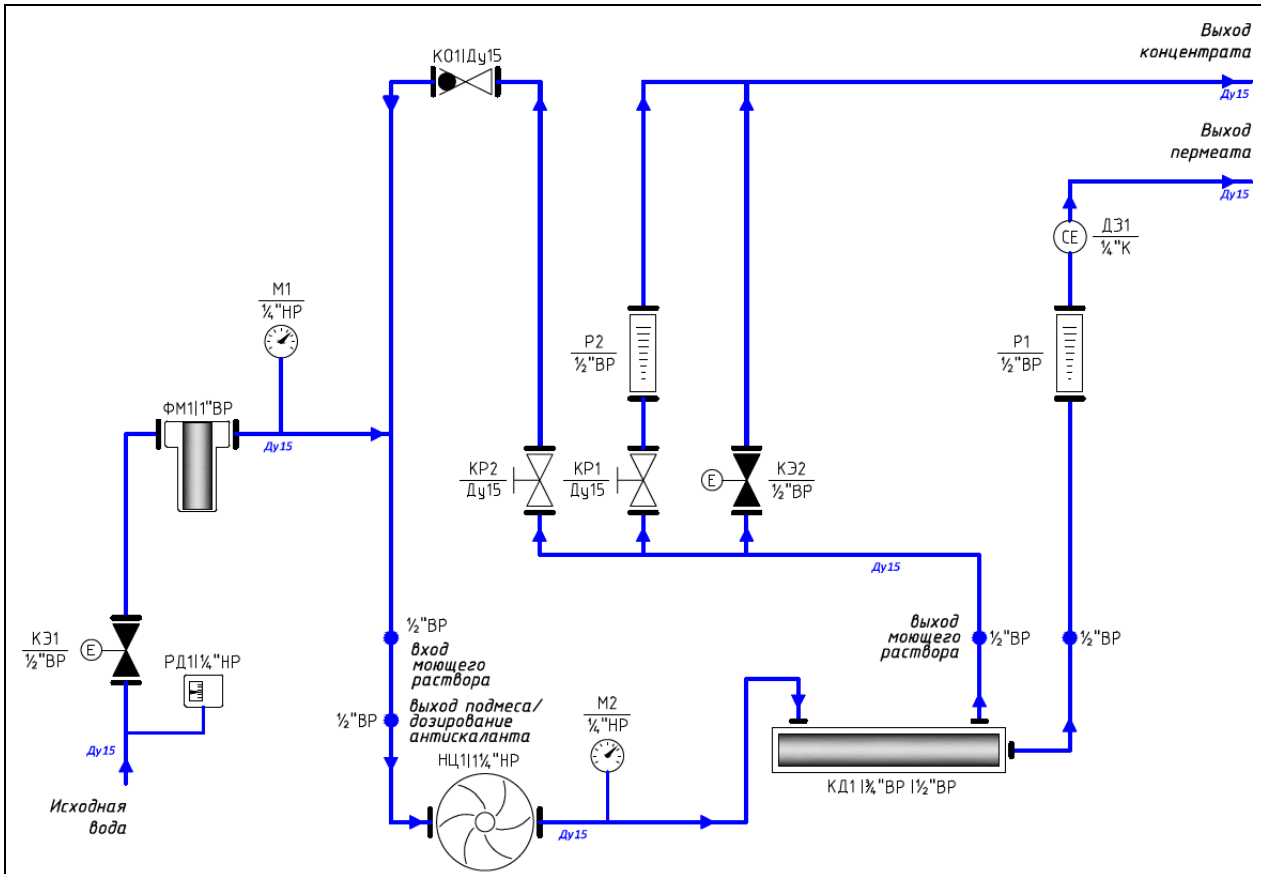 КО1|Ду15
Выход
концентрата
Ду15
Выход
пермеата
Ду15
СЕ
ДЭ1
¼"К
М1
¼"НР
Р2
½"ВР
Р1
½"ВР
ФМ1|1"ВР
Ду15
КР2
Ду15
КР1
Ду15
Е
КЭ2
½"ВР
Ду15
КЭ1
½"ВР
Е
РД1|¼"НР
½"ВР
вход
моющего
раствора
выход
моющего
раствора
½"ВР
½"ВР
½"ВР
выход подмеса/
дозирование
антискаланта
М2
¼"НР
Ду15
НЦ1|1¼"НР
КД1|¾"ВР|½"ВР
Исходная
вода
Ду15